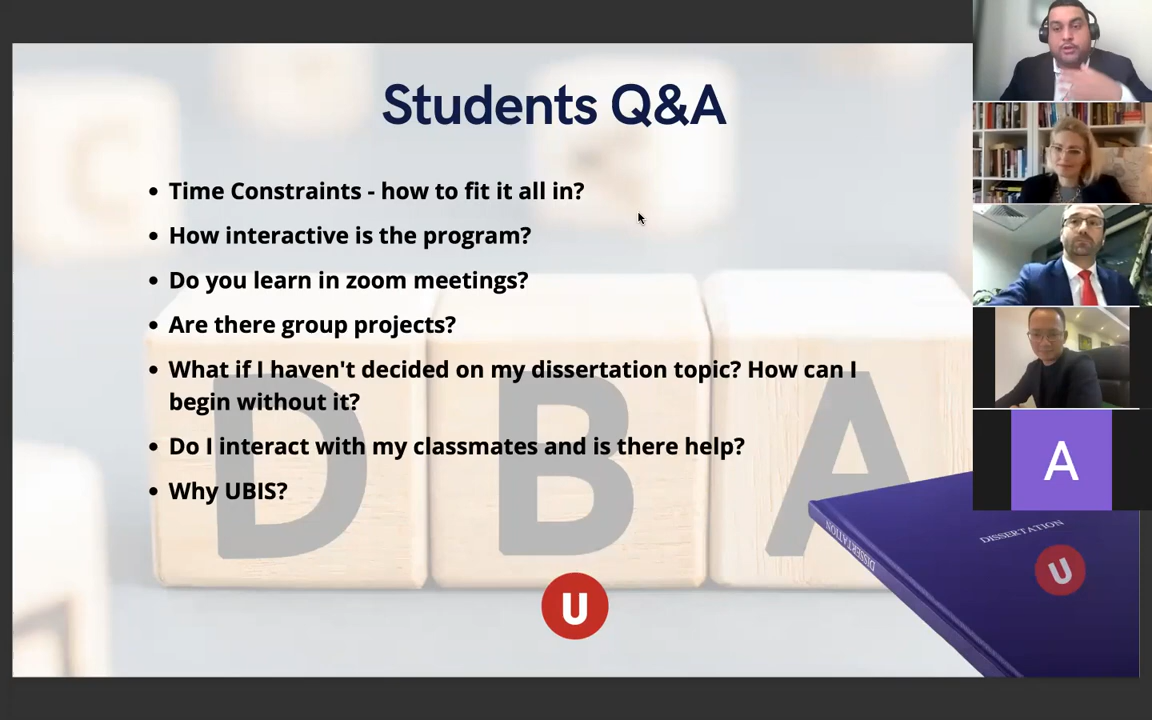 Students Q&A
• Time Constraints - how to fit it all in?
• How interactive is the program?
• Do you learn in zoom meetings?
• Are there group projects?
• What if I haven't decided on my dissertation topic? How can I
begin without it?
• Do I interact with my classmates and is there help?
• Why UBIS?
D B A
U
DISSERTATION
DISSERTATION
U
A